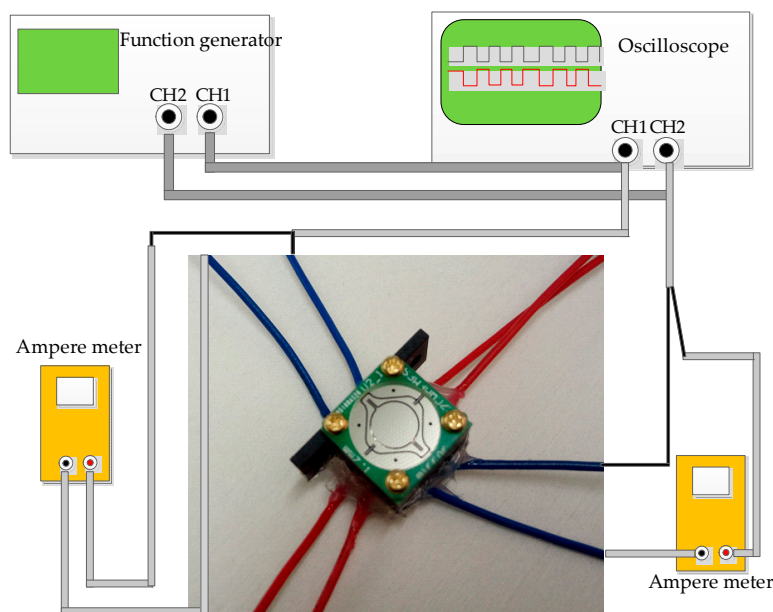 Function generator
CH2 CH1
Oscilloscope
CH1 CH2
Ampere meter
Ampere meter